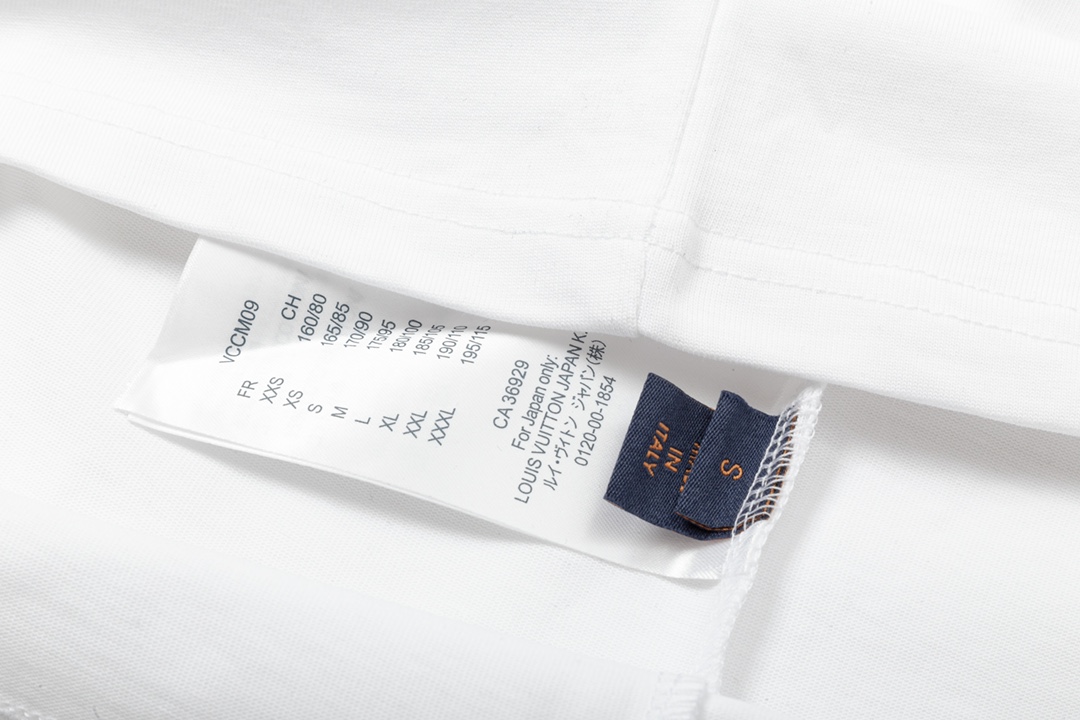 VCCM09
FR CH
XXS 160/80
XS 165/85
S 170/90
M 175/95
L 180/100
XL 185/105
XXL 190/110
XXXL 195/115
CA 36929
For Japan only:
LOUIS VUITTON JAPAN K.
ルイ・ヴィトン ジャパン(株)
0120-00-1854
IN
ITALY
S